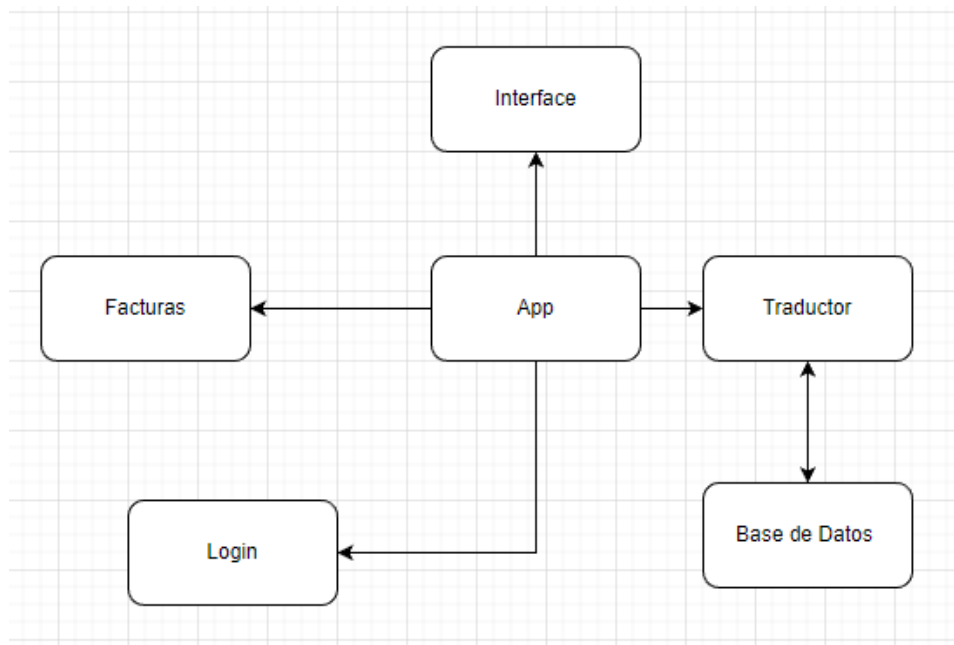 Interface
Facturas
App
Traductor
Base de Datos
Login